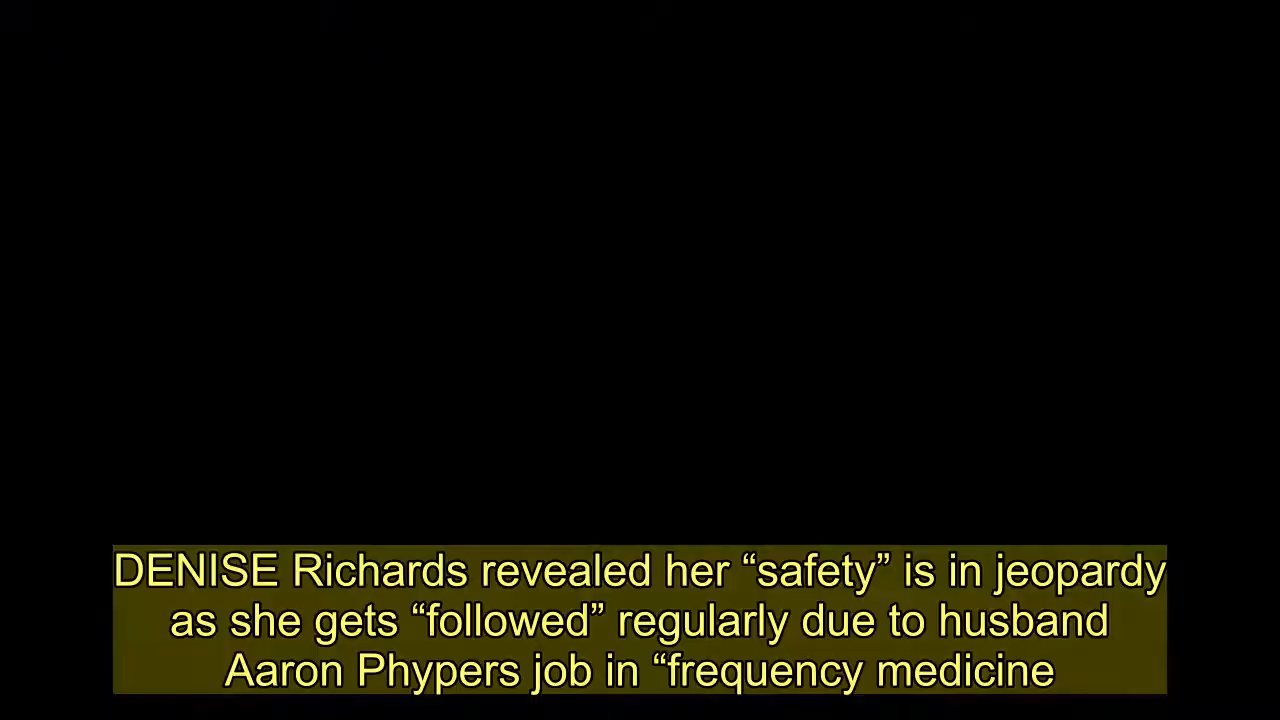 DENISE Richards revealed her “safety” is in jeopardy
as she gets “followed” regularly due to husband
Aaron Phypers job in “frequency medicine